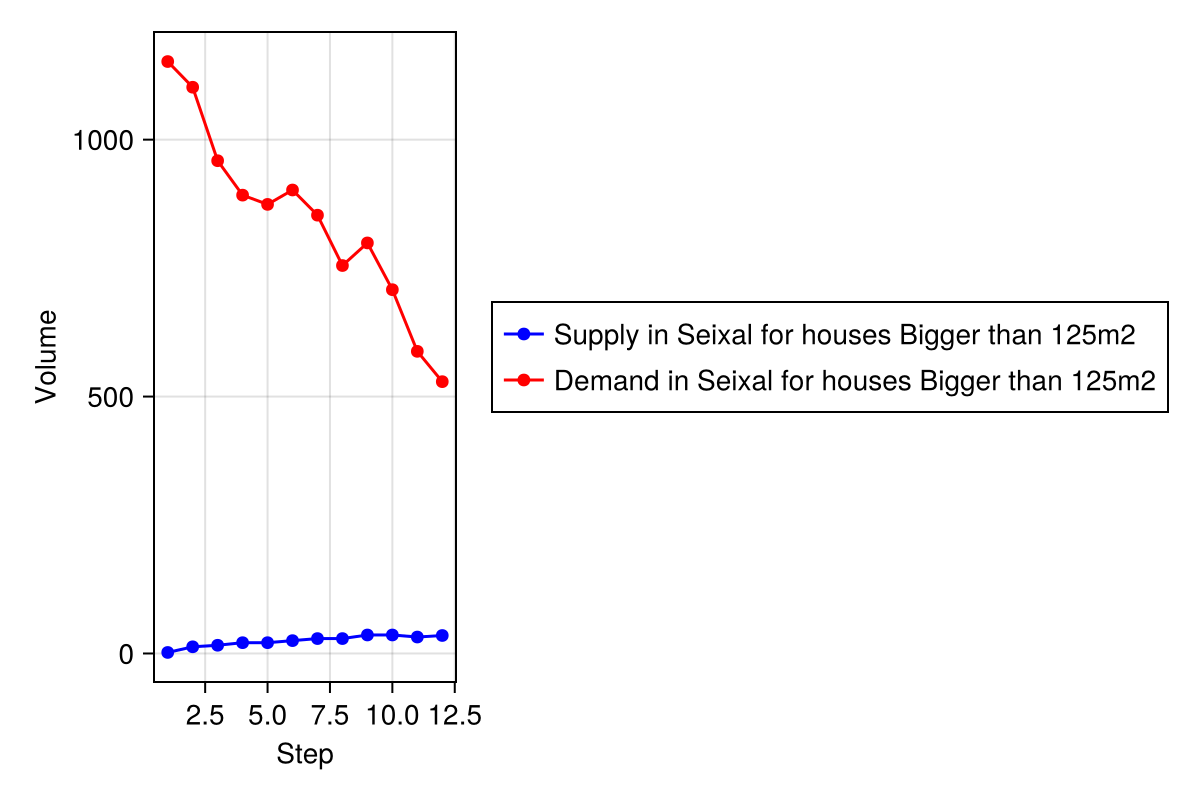 Volume
1000
500
0
2.5 5.0 7.5 10.0 12.5
Step
Supply in Seixal for houses Bigger than 125m2
Demand in Seixal for houses Bigger than 125m2